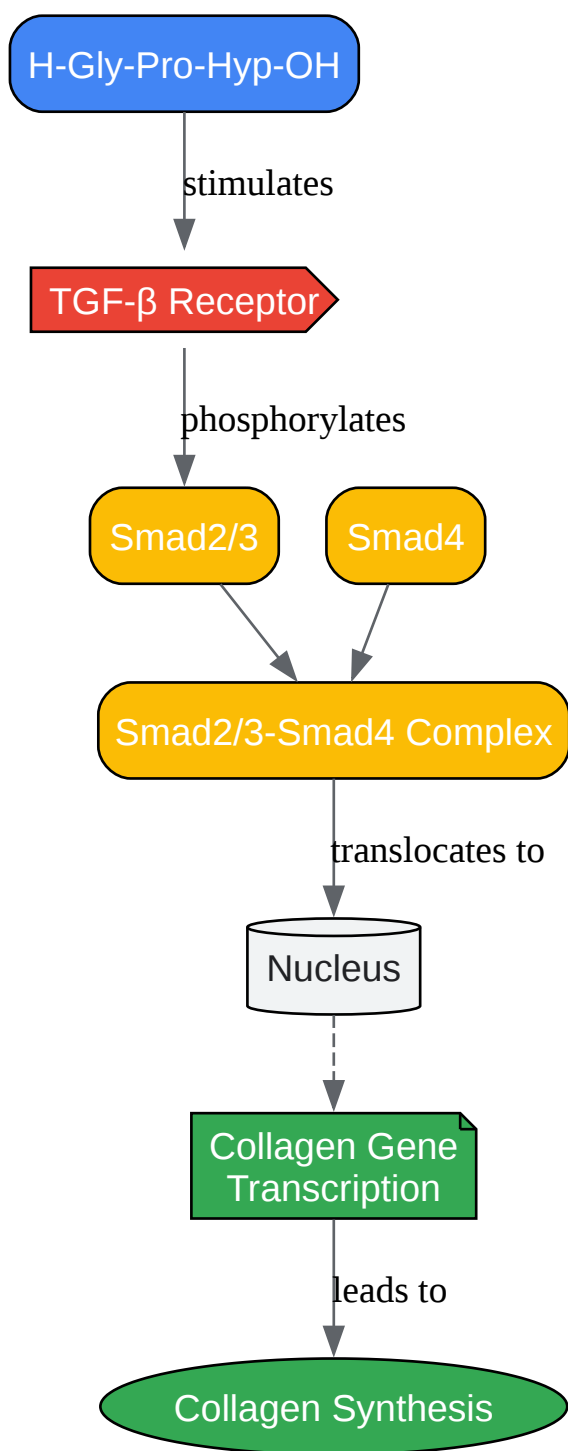 H-Gly-Pro-Hyp-OH
stimulates
TGF-β Receptor
phosphorylates
Smad2/3
Smad4
Smad2/3-Smad4 Complex
translocates to
Nucleus
Collagen Gene
Transcription
leads to
Collagen Synthesis